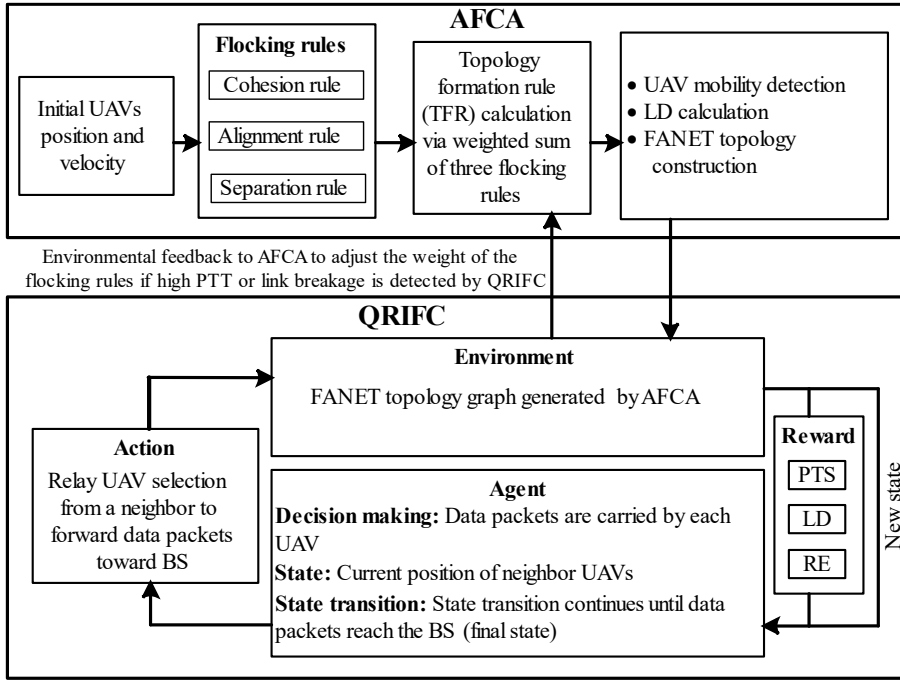 AFCA
Initial UAVs
position and
velocity
Flocking rules
Cohesion rule
Alignment rule
Separation rule
Topology
formation rule
(TFR) calculation
via weighted sum
of three flocking
rules
• UAV mobility detection
• LD calculation
• FANET topology
construction
Environmental feedback to AFCA to adjust the weight of the
flocking rules if high PTT or link breakage is detected by QRIFC
QRIFC
Environment
FANET topology graph generated by AFCA
Action
Relay UAV selection
from a neighbor to
forward data packets
toward BS
Agent
Decision making: Data packets are carried by each
UAV
State: Current position of neighbor UAVs
State transition: State transition continues until data
packets reach the BS (final state)
Reward
PTS
LD
RE
New state